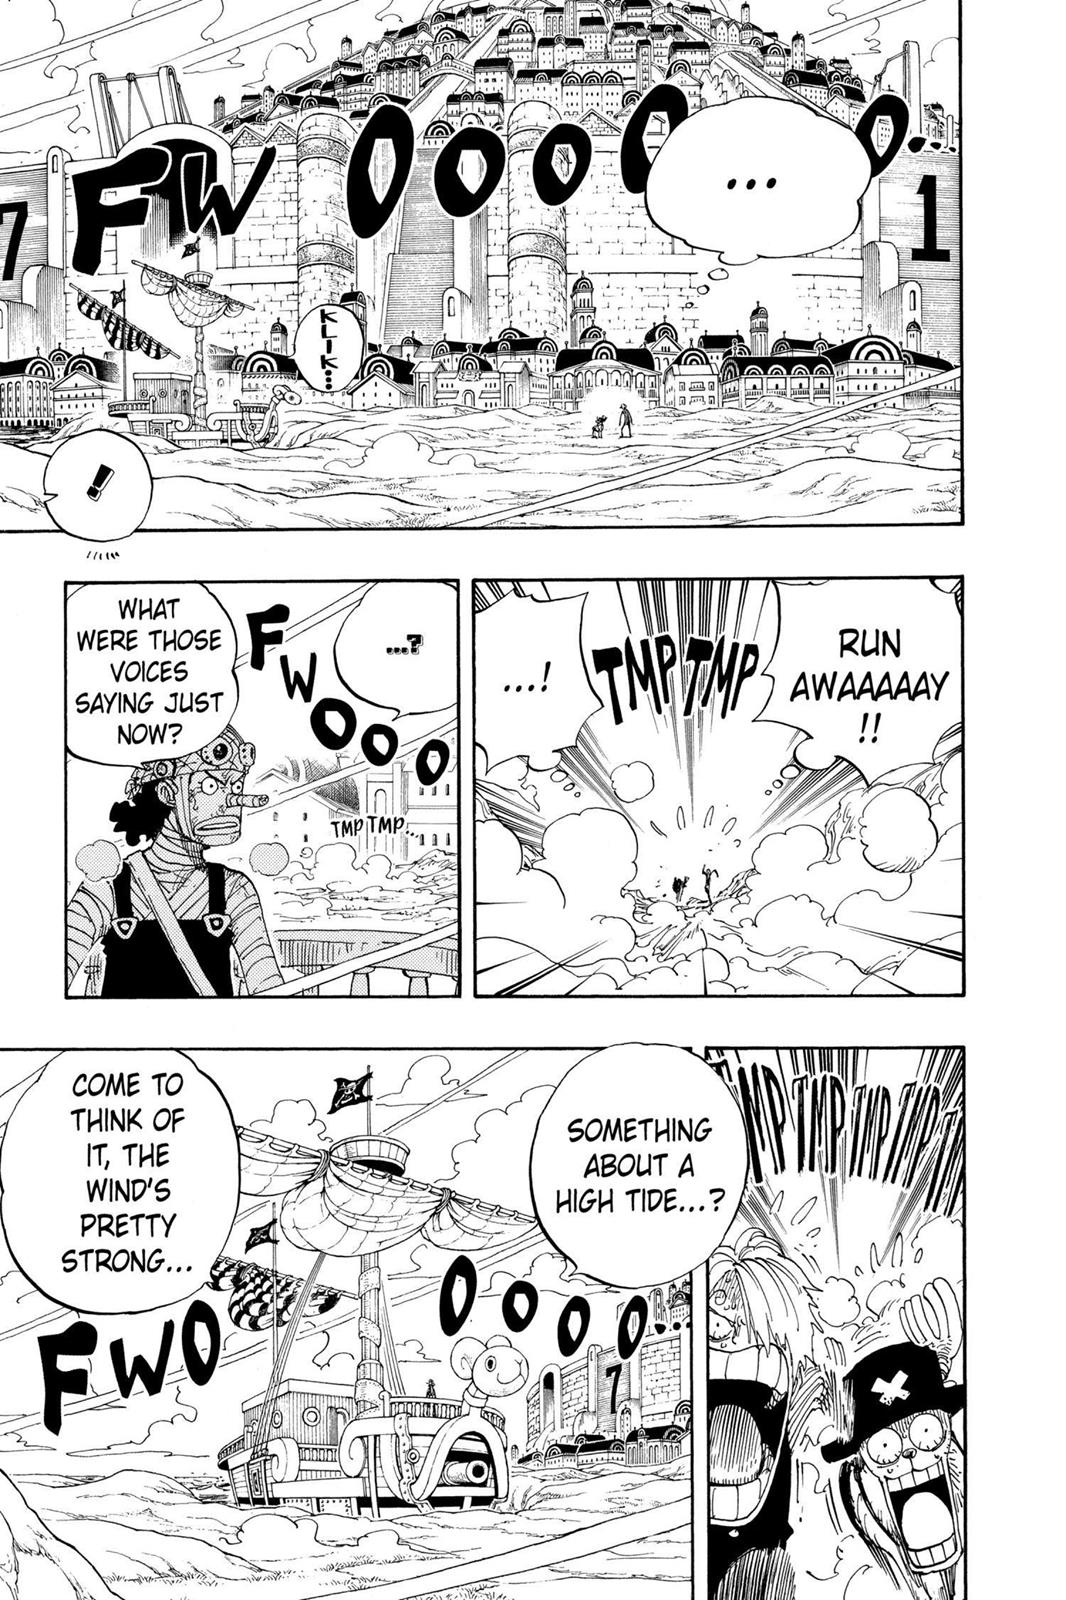 ...
FWOOOOO...
1
7
KLIK...
!
RUN
AWAAAAAY
!!
TMP TMP
...!
...?
FWOOOO
TMP TMP...
WHAT
WERE THOSE
VOICES
SAYING JUST
NOW?
TMP TMP TMP TMP
SOMETHING
ABOUT A
HIGH TIDE...?
COME TO
THINK OF
IT, THE
WIND'S
PRETTY
STRONG...
FWOOOOO...
7